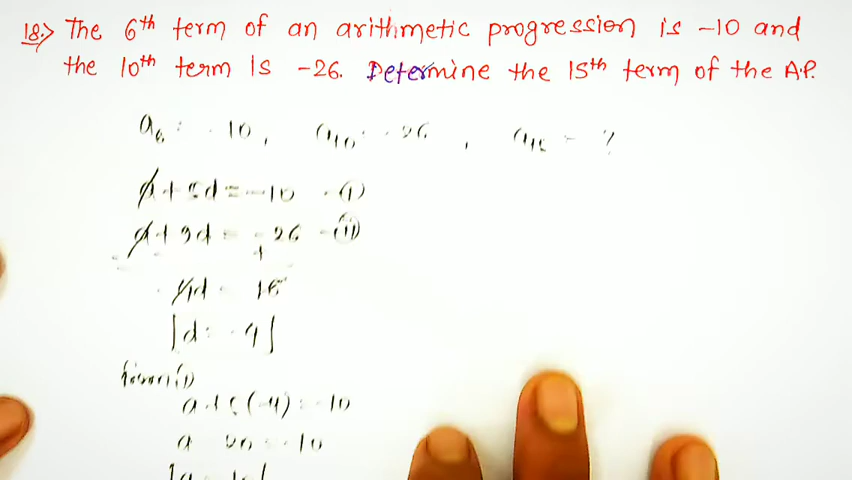 18.> The 6th term of an arithmetic progression is -10 and
the 10th term is -26. Determine the 15th term of the A.P.
a6 = -10, a10 = -26, a15 = ?
a + 5d = -10 -(i)
a + 9d = -26 -(ii)
- - +
-4d = 16
d = -4
from (i)
a + 5(-4) = -10
a - 20 = -10